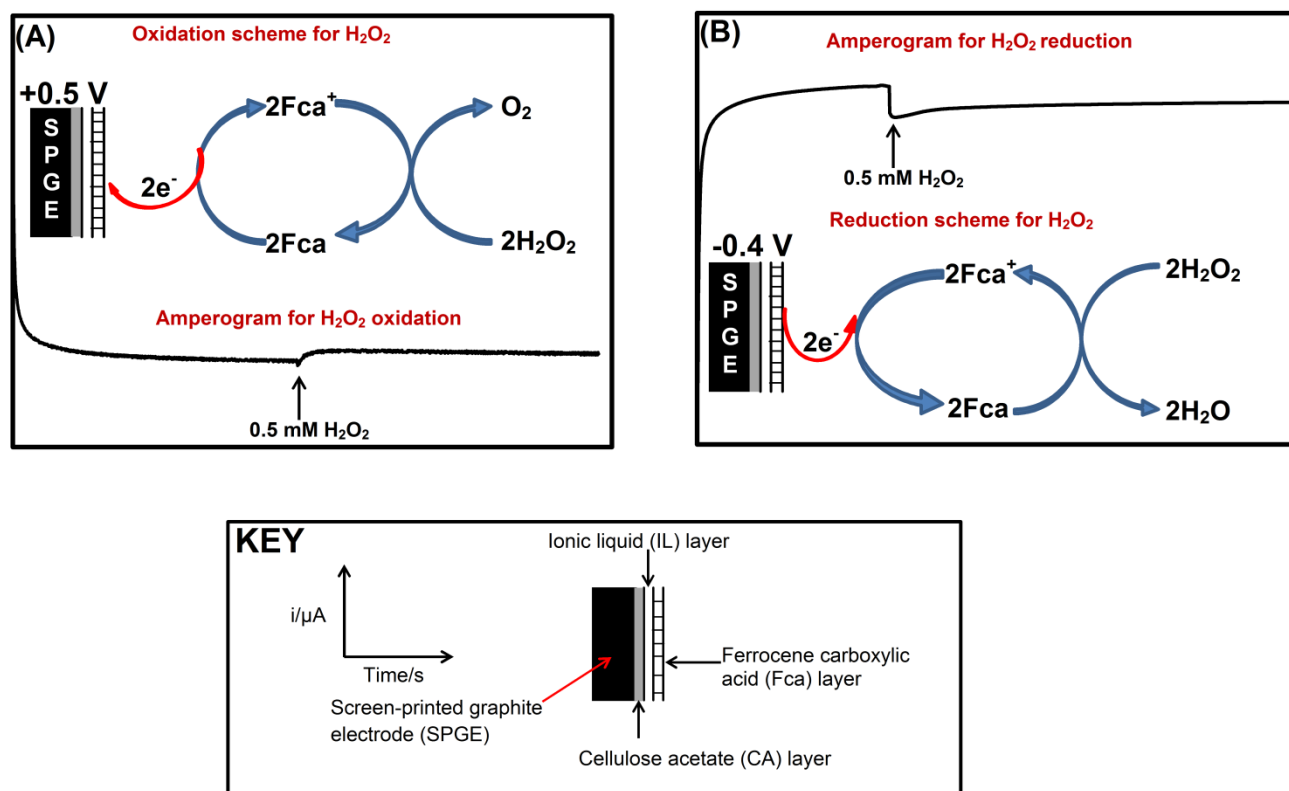 (A)
Oxidation scheme for H₂O₂
+0.5 V
S
P
G
E
2e⁻
2Fca⁺
2Fca
O₂
2H₂O₂
Amperogram for H₂O₂ oxidation
0.5 mM H₂O₂
(B)
Amperogram for H₂O₂ reduction
0.5 mM H₂O₂
Reduction scheme for H₂O₂
-0.4 V
S
P
G
E
2e⁻
2Fca⁺
2Fca
2H₂O₂
2H₂O
KEY
i/µA
Time/s
Ionic liquid (IL) layer
Ferrocene carboxylic
acid (Fca) layer
Screen-printed graphite
electrode (SPGE)
Cellulose acetate (CA) layer